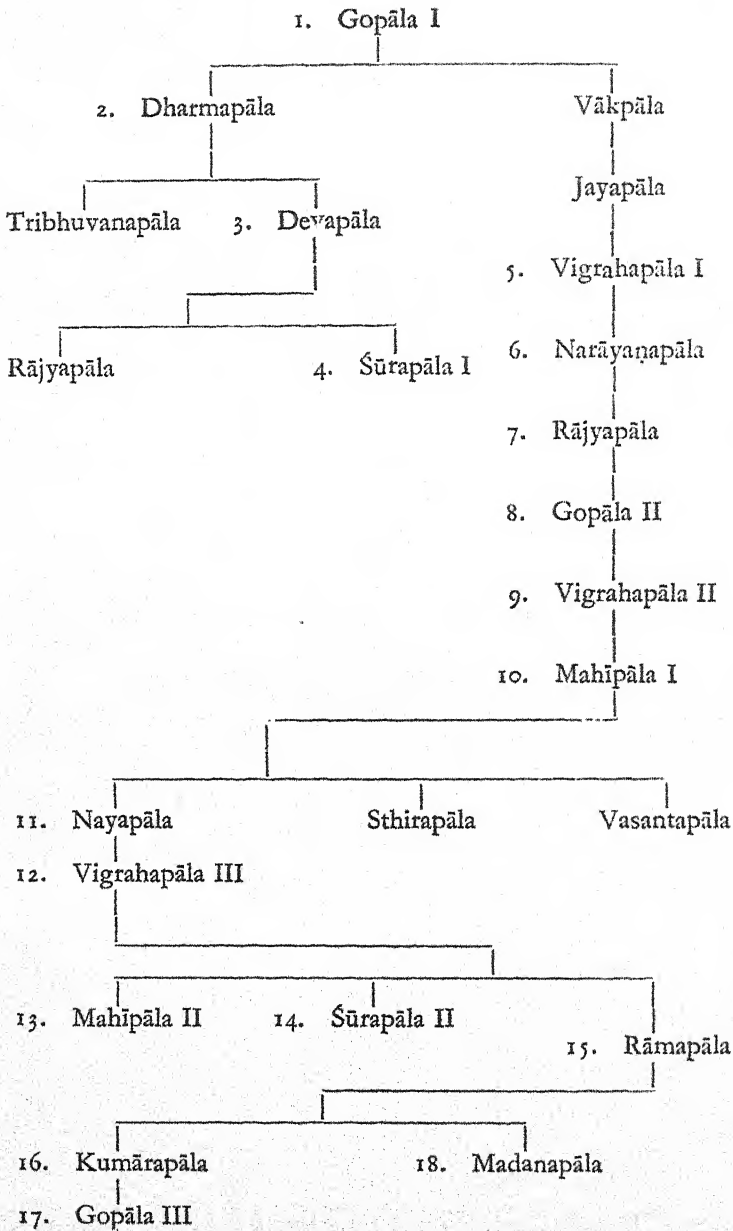 1. Gopāla I
2. Dharmapāla Vākpāla
Jayapāla
Tribhuvanapāla 3. Devapāla
5. Vigrahapāla I
6. Narāyaṇapāla
Rājyapāla 4. Śūrapāla I
7. Rājyapāla
8. Gopāla II
9. Vigrahapāla II
10. Mahīpāla I
11. Nayapāla Sthirapāla Vasantapāla
12. Vigrahapāla III
13. Mahīpāla II 14. Śūrapāla II
15. Rāmapāla
16. Kumārapāla 18. Madanapāla
17. Gopāla III